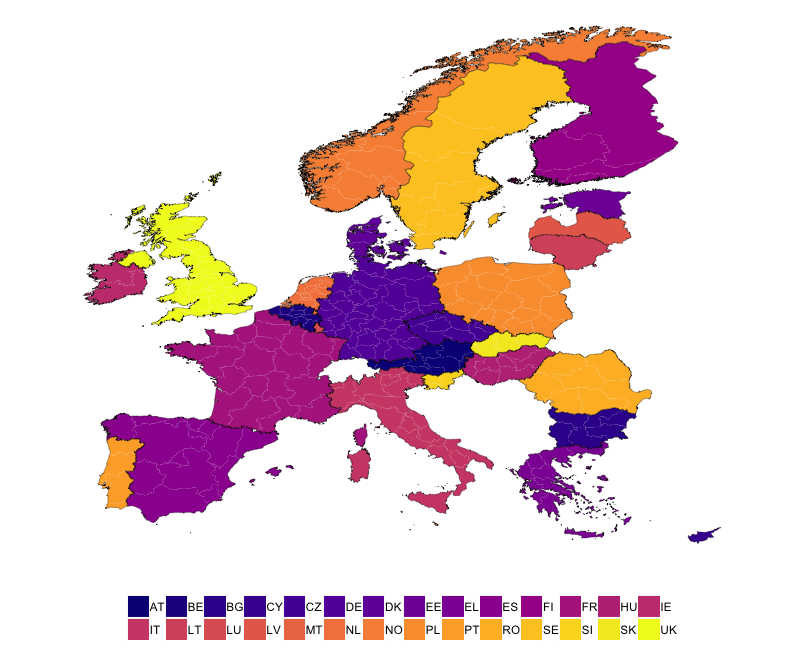 AT BE BG CY CZ DE DK EE EL ES FI FR HU IE
IT LT LU LV MT NL NO PL PT RO SE SI SK UK